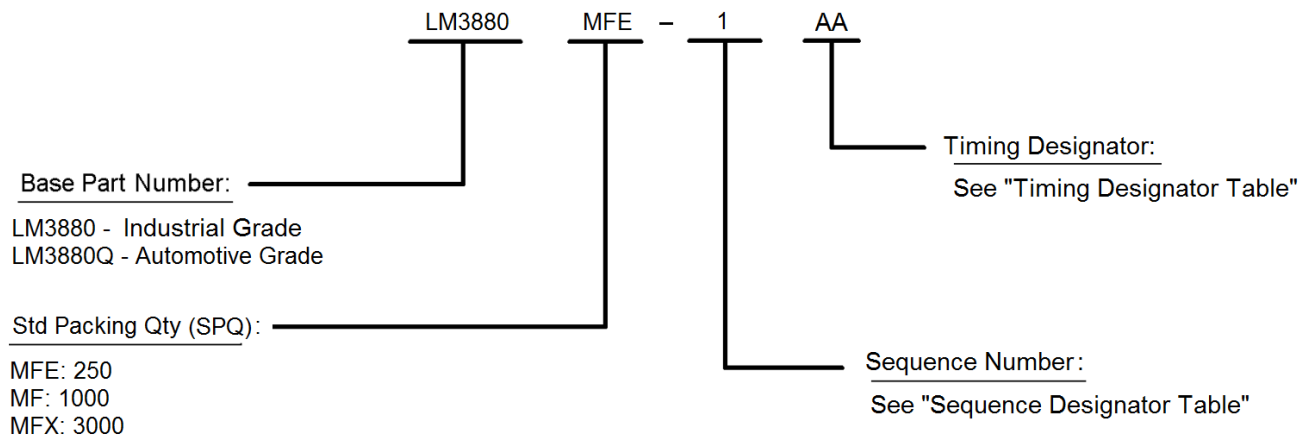 LM3880 MFE – 1 AA
Timing Designator:
See "Timing Designator Table"
Base Part Number:
LM3880 - Industrial Grade
LM3880Q - Automotive Grade
Std Packing Qty (SPQ):
MFE: 250
MF: 1000
MFX: 3000
Sequence Number:
See "Sequence Designator Table"